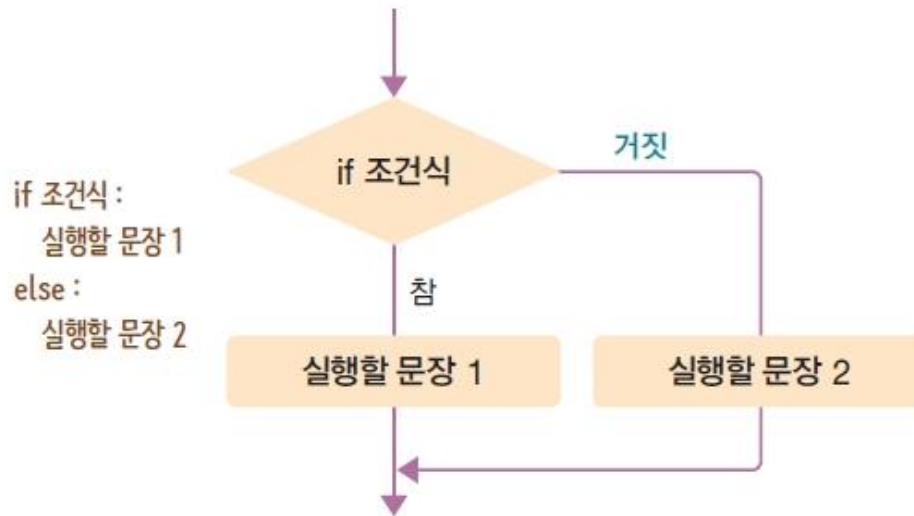 if 조건식 :
실행할 문장 1
else :
실행할 문장 2
if 조건식
거짓
참
실행할 문장 1
실행할 문장 2